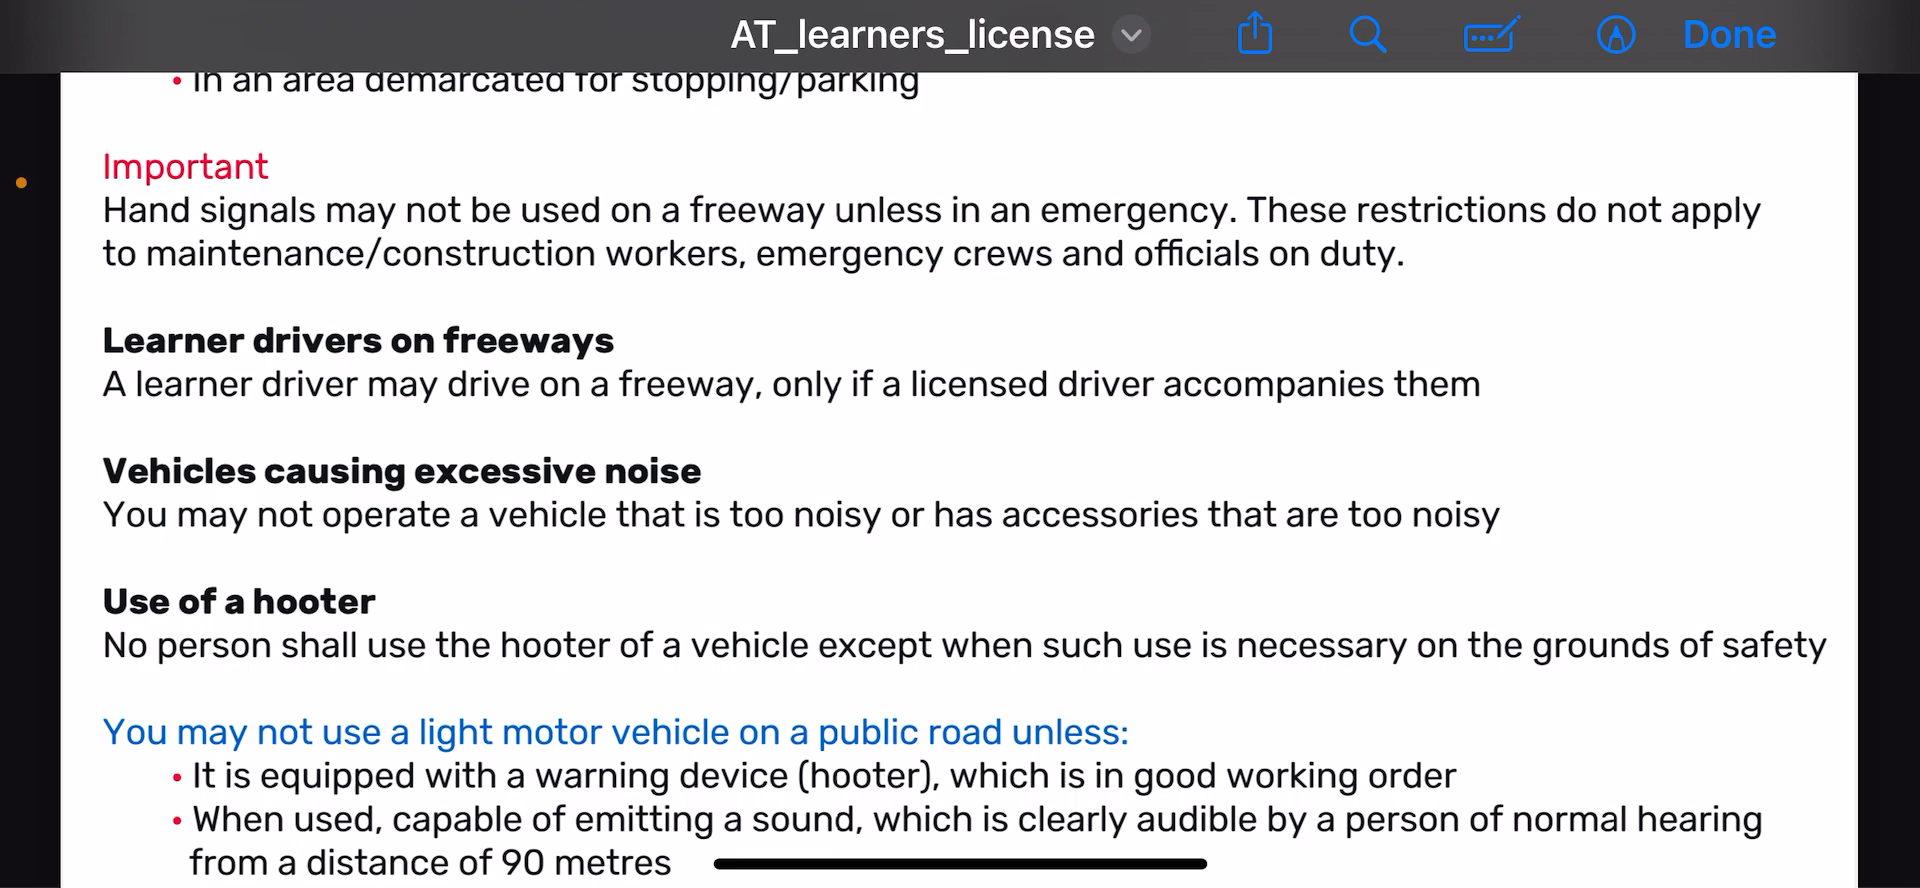 AT_learners_license
Done
• In an area demarcated for stopping/parking
Important
Hand signals may not be used on a freeway unless in an emergency. These restrictions do not apply
to maintenance/construction workers, emergency crews and officials on duty.
Learner drivers on freeways
A learner driver may drive on a freeway, only if a licensed driver accompanies them
Vehicles causing excessive noise
You may not operate a vehicle that is too noisy or has accessories that are too noisy
Use of a hooter
No person shall use the hooter of a vehicle except when such use is necessary on the grounds of safety
You may not use a light motor vehicle on a public road unless:
• It is equipped with a warning device (hooter), which is in good working order
• When used, capable of emitting a sound, which is clearly audible by a person of normal hearing
from a distance of 90 metres